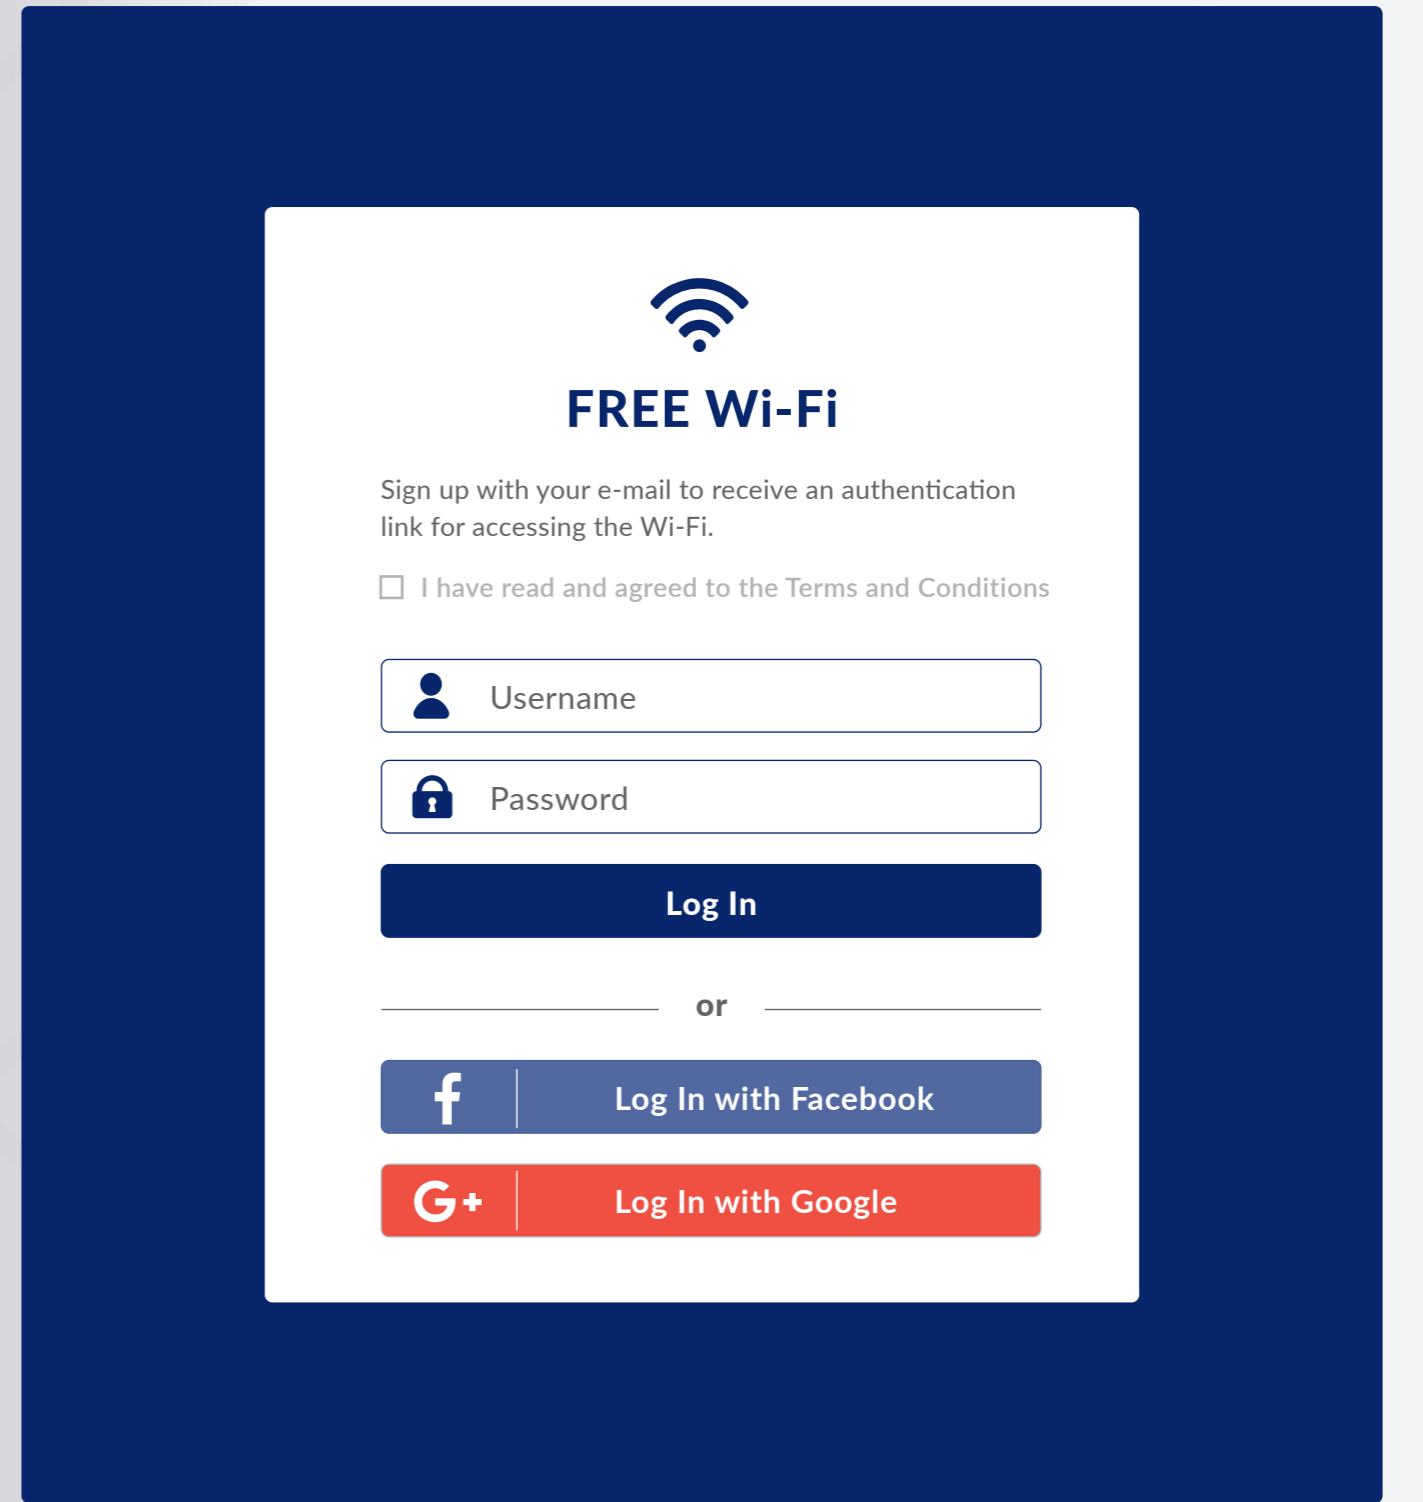 FREE Wi-Fi
Sign up with your e-mail to receive an authentication
link for accessing the Wi-Fi.
I have read and agreed to the Terms and Conditions
Username
Password
Log In
or
f Log In with Facebook
G+ Log In with Google